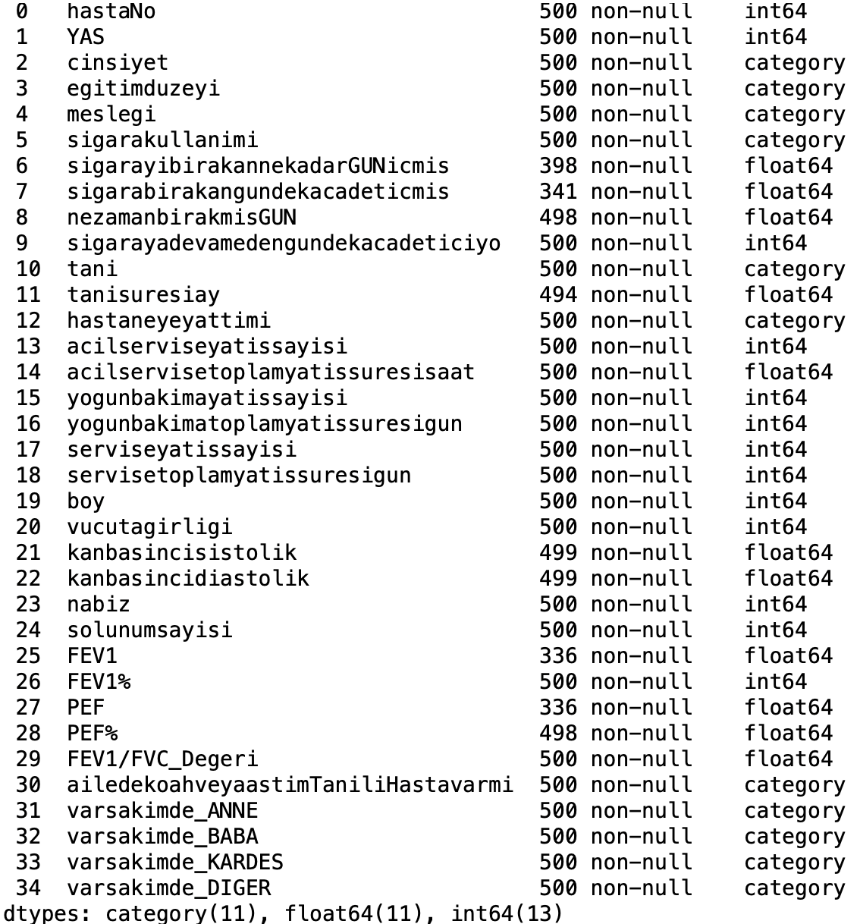 0 hastaNo 500 non-null int64
1 YAS 500 non-null int64
2 cinsiyet 500 non-null category
3 egitimduzeyi 500 non-null category
4 meslegi 500 non-null category
5 sigarakullanimi 500 non-null category
6 sigarayibirakannekadarGUNicmis 398 non-null float64
7 sigarabirakangundekacadeticmis 341 non-null float64
8 nezamanbirakmisGUN 498 non-null float64
9 sigarayadevamedengundekacadeticiyo 500 non-null int64
10 tani 500 non-null category
11 tanisuresiay 494 non-null float64
12 hastaneyeyattimi 500 non-null category
13 acilserviseyatissayisi 500 non-null int64
14 acilservisetoplamyatissuresisaat 500 non-null float64
15 yogunbakimayatissayisi 500 non-null int64
16 yogunbakimatoplamyatissuresigun 500 non-null int64
17 serviseyatissayisi 500 non-null int64
18 servisetoplamyatissuresigun 500 non-null int64
19 boy 500 non-null int64
20 vucutagirligi 500 non-null int64
21 kanbasincisistolik 499 non-null float64
22 kanbasincidiastolik 499 non-null float64
23 nabiz 500 non-null int64
24 solunumsayisi 500 non-null int64
25 FEV1 336 non-null float64
26 FEV1% 500 non-null int64
27 PEF 336 non-null float64
28 PEF% 498 non-null float64
29 FEV1/FVC_Degeri 500 non-null float64
30 ailedekoahveyaastimTaniliHastavarmi 500 non-null category
31 varsakimde_ANNE 500 non-null category
32 varsakimde_BABA 500 non-null category
33 varsakimde_KARDES 500 non-null category
34 varsakimde_DIGER 500 non-null category
dtypes: category(11), float64(11), int64(13)